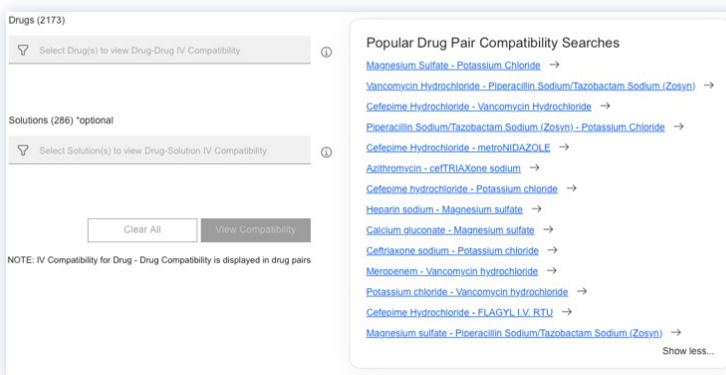 Drugs (2173)
Select Drug(s) to view Drug-Drug IV Compatibility
Solutions (286) *optional
Select Solution(s) to view Drug-Solution IV Compatibility
Clear All
View Compatibility
NOTE: IV Compatibility for Drug - Drug Compatibility is displayed in drug pairs
Popular Drug Pair Compatibility Searches
Magnesium Sulfate - Potassium Chloride →
Vancomycin Hydrochloride - Piperacillin Sodium/Tazobactam Sodium (Zosyn) →
Cefepime Hydrochloride - Vancomycin Hydrochloride →
Piperacillin Sodium/Tazobactam Sodium (Zosyn) - Potassium Chloride →
Cefepime Hydrochloride - metroNIDAZOLE →
Azithromycin - cefTRIAXone sodium →
Cefepime hydrochloride - Potassium chloride →
Heparin sodium - Magnesium sulfate →
Calcium gluconate - Magnesium sulfate →
Ceftriaxone sodium - Potassium chloride →
Meropenem - Vancomycin hydrochloride →
Potassium chloride - Vancomycin hydrochloride →
Cefepime Hydrochloride - FLAGYL I.V. RTU →
Magnesium sulfate - Piperacillin Sodium/Tazobactam Sodium (Zosyn) →
Show less...